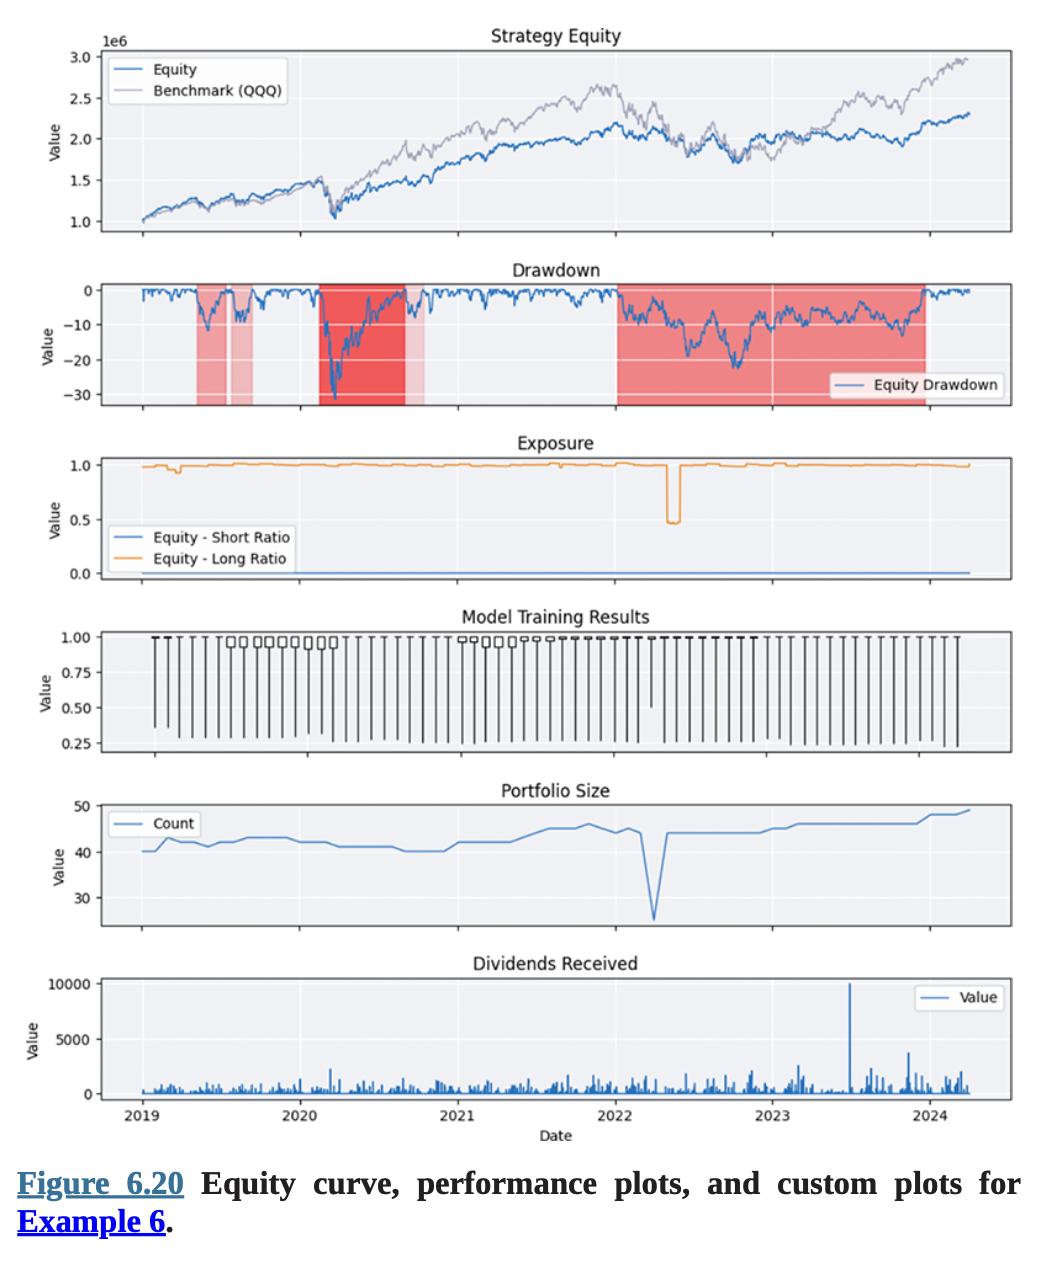 Strategy Equity
1e6
3.0
2.5
2.0
1.5
1.0
Value
Equity
Benchmark (QQQ)
Drawdown
0
−10
−20
−30
Value
Equity Drawdown
Exposure
1.0
0.5
0.0
Value
Equity - Short Ratio
Equity - Long Ratio
Model Training Results
1.00
0.75
0.50
0.25
Value
Portfolio Size
50
40
30
Value
Count
Dividends Received
10000
5000
0
Value
Value
2019 2020 2021 2022 2023 2024
Date
Figure 6.20 Equity curve, performance plots, and custom plots for
Example 6.